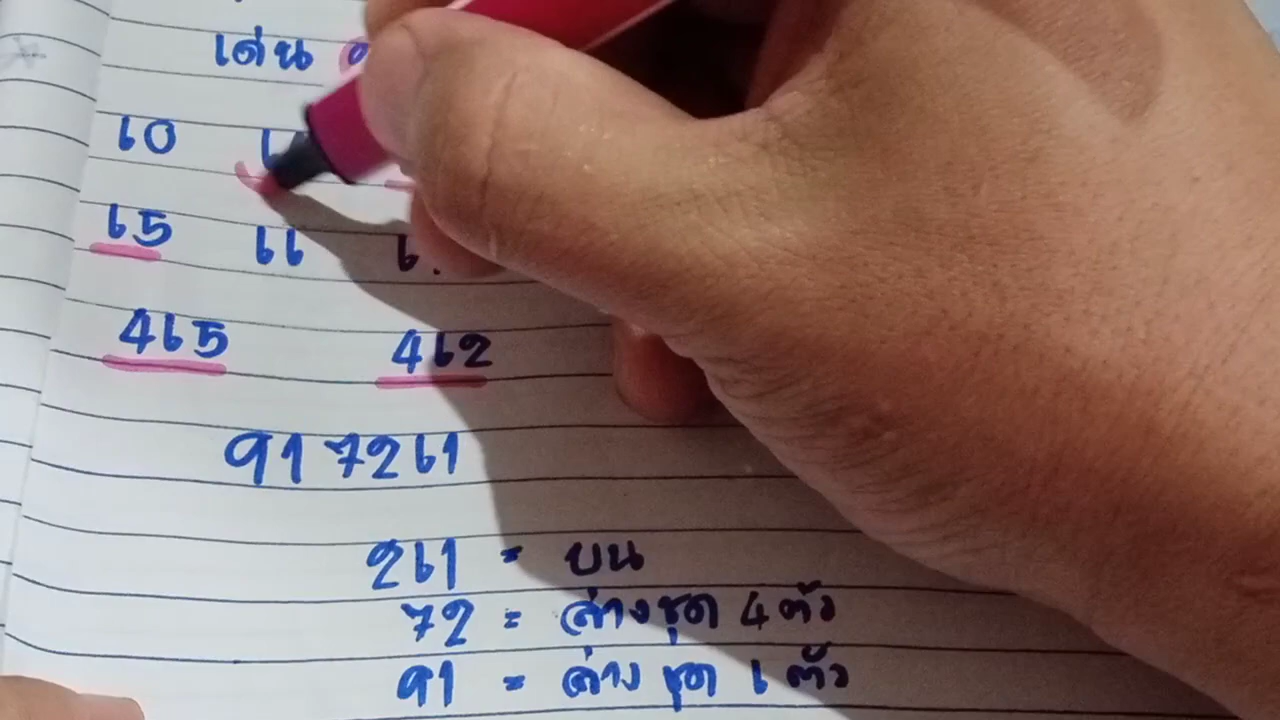 เด่น
60
65 66
465 462
917261
261 = บน
72 = ล่างชุด 4 ตัว
91 = ล่าง ชุด 6 ตัว